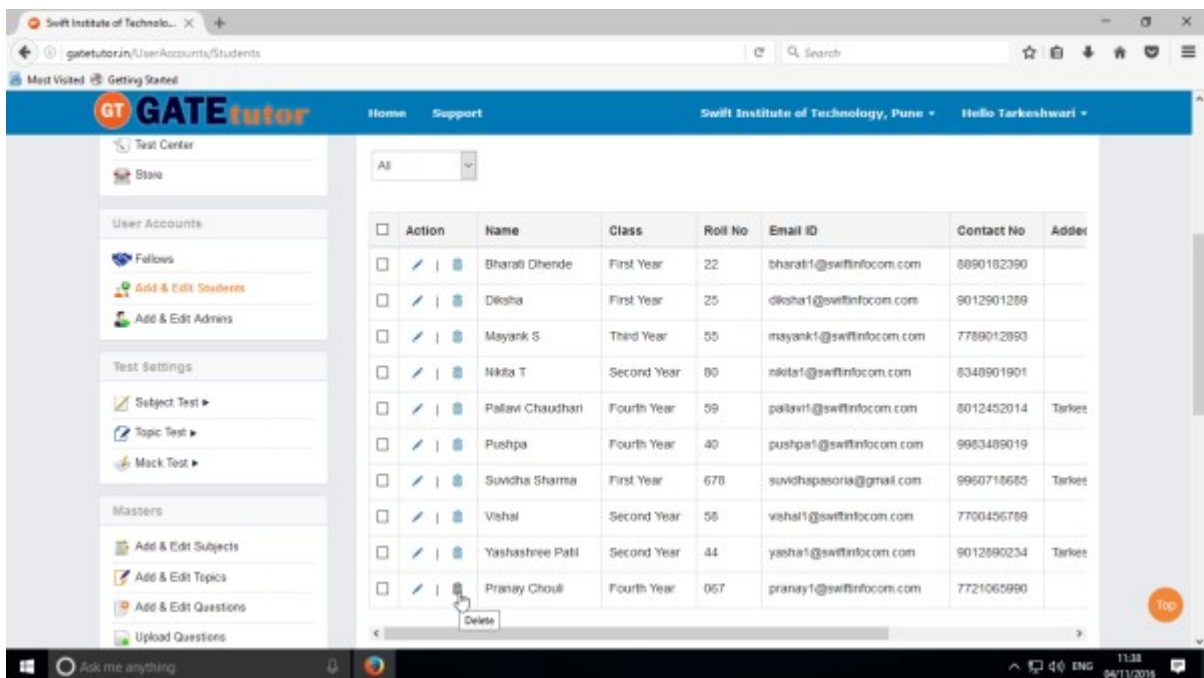 Swift Institute of Technolo...
gatetutor.in/UserAccounts/Students
Search
Most Visited Getting Started
GT GATEtutor Home Support Swift Institute of Technology, Pune Hello Tarkeshwari
Test Center
Store
All
User Accounts
Fellows
Add & Edit Students
Add & Edit Admins
Test Settings
Subject Test
Topic Test
Mock Test
Masters
Add & Edit Subjects
Add & Edit Topics
Add & Edit Questions
Upload Questions
Action Name Class Roll No Email ID Contact No Added
| Bharati Dhende First Year 22 bharati1@swiftinfocom.com 8890182390
| Diksha First Year 25 diksha1@swiftinfocom.com 9012901289
| Mayank S Third Year 55 mayank1@swiftinfocom.com 7789012893
| Nikita T Second Year 80 nikita1@swiftinfocom.com 8348901901
| Pallavi Chaudhari Fourth Year 59 pallavi1@swiftinfocom.com 8012452014 Tarkes
| Pushpa Fourth Year 40 pushpa1@swiftinfocom.com 9983489019
| Suvidha Sharma First Year 678 suvidhapasoria@gmail.com 9960718685 Tarkes
| Vishal Second Year 58 vishal1@swiftinfocom.com 7700456789
| Yashashree Patil Second Year 44 yasha1@swiftinfocom.com 9012890234 Tarkes
| Pranay Chouli Fourth Year 067 pranay1@swiftinfocom.com 7721065990
Delete
Top
Ask me anything
ENG
11:38
04/11/2016